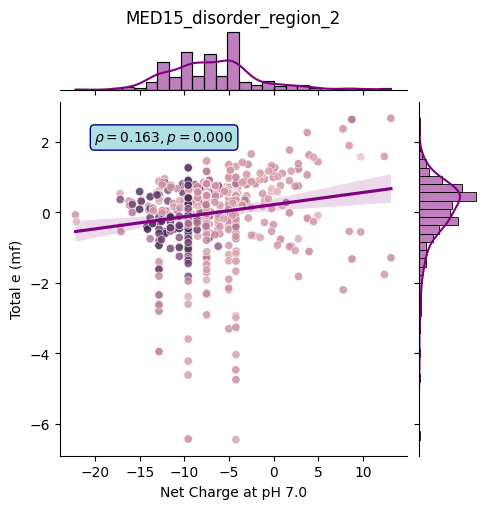 MED15_disorder_region_2
ρ = 0.163, p = 0.000
2
0
−2
−4
−6
Total e (mf)
−20 −15 −10 −5 0 5 10
Net Charge at pH 7.0